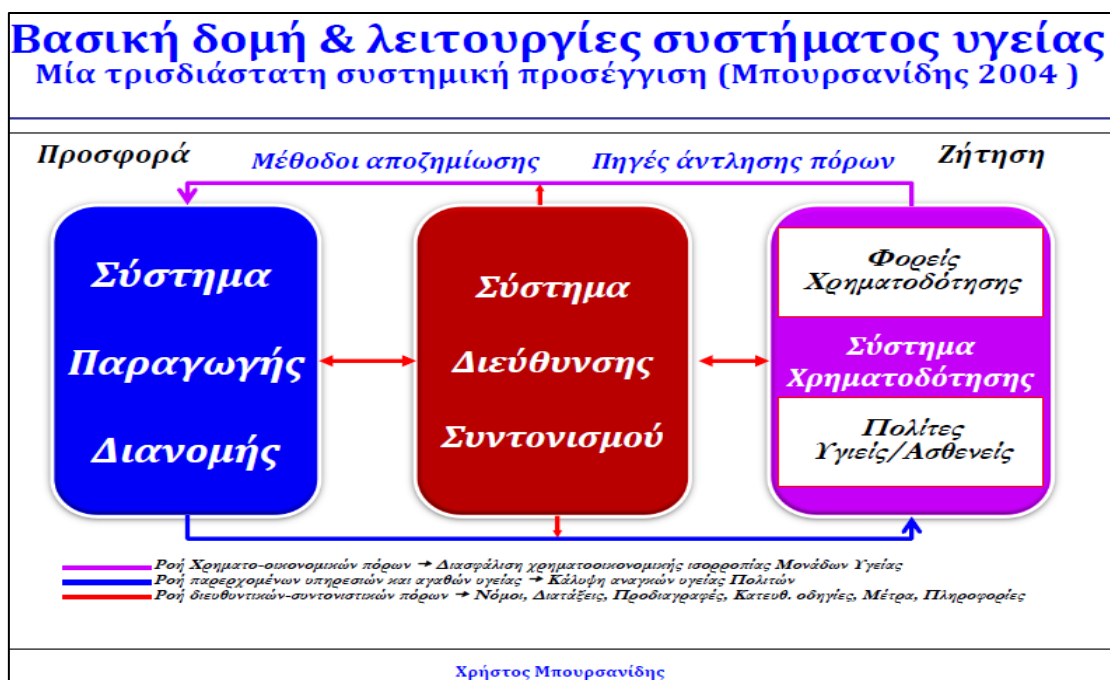 Βασική δομή & λειτουργίες συστήματος υγείας
Μία τρισδιάστατη συστημική προσέγγιση (Μπουρσανίδης 2004 )
Προσφορά
Μέθοδοι αποζημίωσης
Πηγές άντλησης πόρων
Ζήτηση
Σύστημα
Παραγωγής
Διανομής
Σύστημα
Διεύθυνσης
Συντονισμού
Φορείς
Χρηματοδότησης
Σύστημα
Χρηματοδότησης
Πολίτες
Υγιείς/Ασθενείς
Ροή Χρηματο-οικονομικών πόρων → Διασφάλιση χρηματοοικονομικής ισορροπίας Μονάδων Υγείας
Ροή παρερχομένων υπηρεσιών και αγαθών υγείας → Κάλυψη αναγκών υγείας Πολιτών
Ροή διευθυντικών-συντονιστικών πόρων → Νόμοι, Διατάξεις, Προδιαγραφές, Κατευθ. οδηγίες, Μέτρα, Πληροφορίες
Χρήστος Μπουρσανίδης